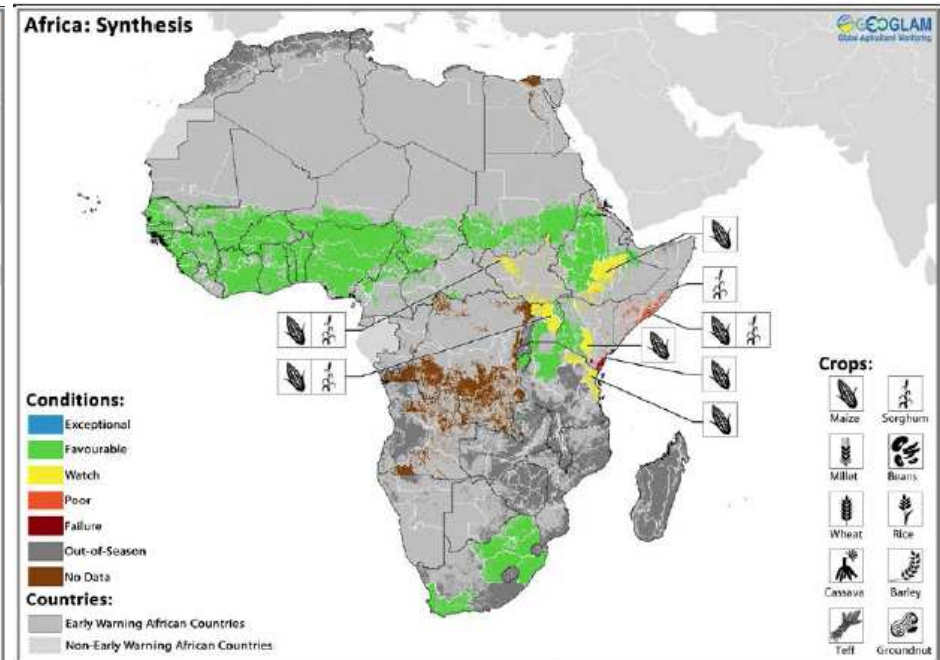 Africa: Synthesis
GEOGLAM
Global Agricultural Monitoring
Conditions:
Exceptional
Favourable
Watch
Poor
Failure
Out-of-Season
No Data
Countries:
Early Warning African Countries
Non-Early Warning African Countries
Crops:
Maize Sorghum
Millet Beans
Wheat Rice
Cassava Barley
Teff Groundnut